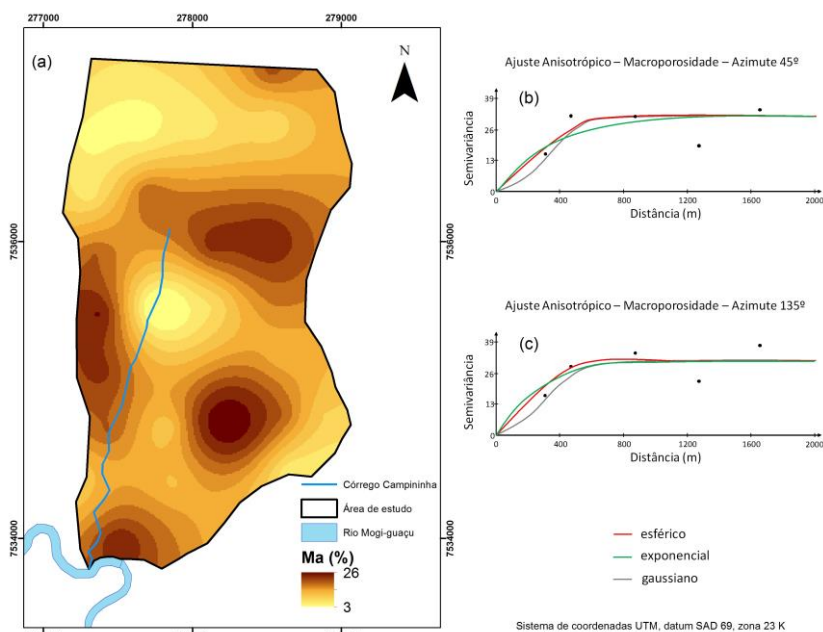 277000 278000 279000
(a)
N
7536000
7536000
7534000
7534000
Córrego Campininha
Área de estudo
Rio Mogi-guaçu
Ma (%)
26
3
Ajuste Anisotrópico – Macroporosidade – Azimute 45º
(b)
Semivariância
39
26
13
0
0 400 800 1200 1600 2000
Distância (m)
Ajuste Anisotrópico – Macroporosidade – Azimute 135º
(c)
Semivariância
39
26
13
0
0 400 800 1200 1600 2000
Distância (m)
esférico
exponencial
gaussiano
Sistema de coordenadas UTM, datum SAD 69, zona 23 K